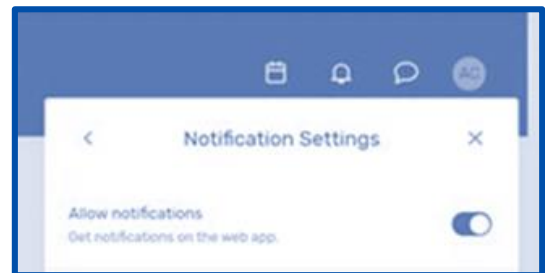 AC
Notification Settings
Allow notifications
Get notifications on the web app.